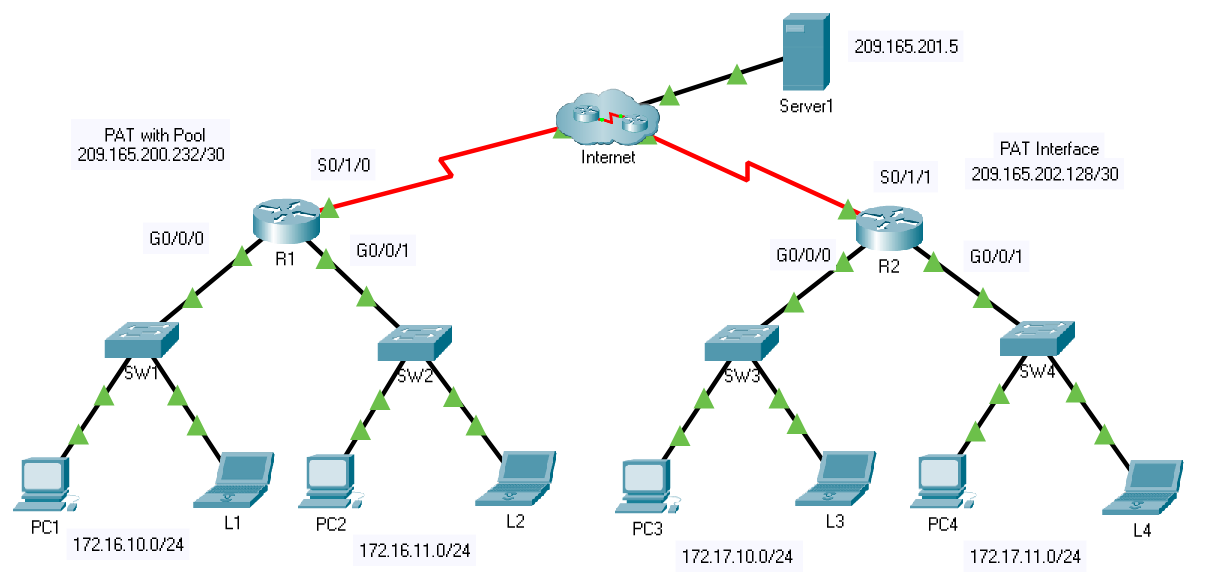 209.165.201.5
Server1
PAT with Pool
209.165.200.232/30
Internet
PAT Interface
209.165.202.128/30
S0/1/0
S0/1/1
G0/0/0
R1
G0/0/1
G0/0/0
R2
G0/0/1
SW1
SW2
SW3
SW4
PC1
L1
PC2
L2
PC3
L3
PC4
L4
172.16.10.0/24
172.16.11.0/24
172.17.10.0/24
172.17.11.0/24